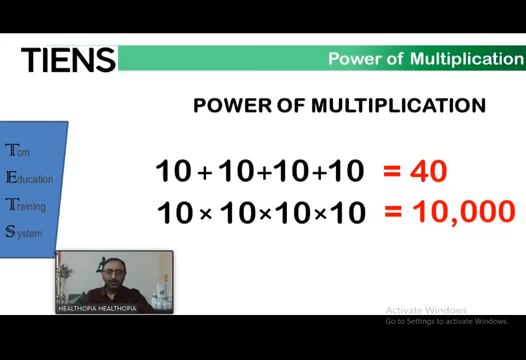 TIENS
Power of Multiplication
POWER OF MULTIPLICATION
10 + 10+10+10 = 40
10 × 10×10×10 = 10,000
Tcm
Education
Training
System
HEALTHOPIA HEALTHOPIA
Activate Windows
Go to Settings to activate Windows.